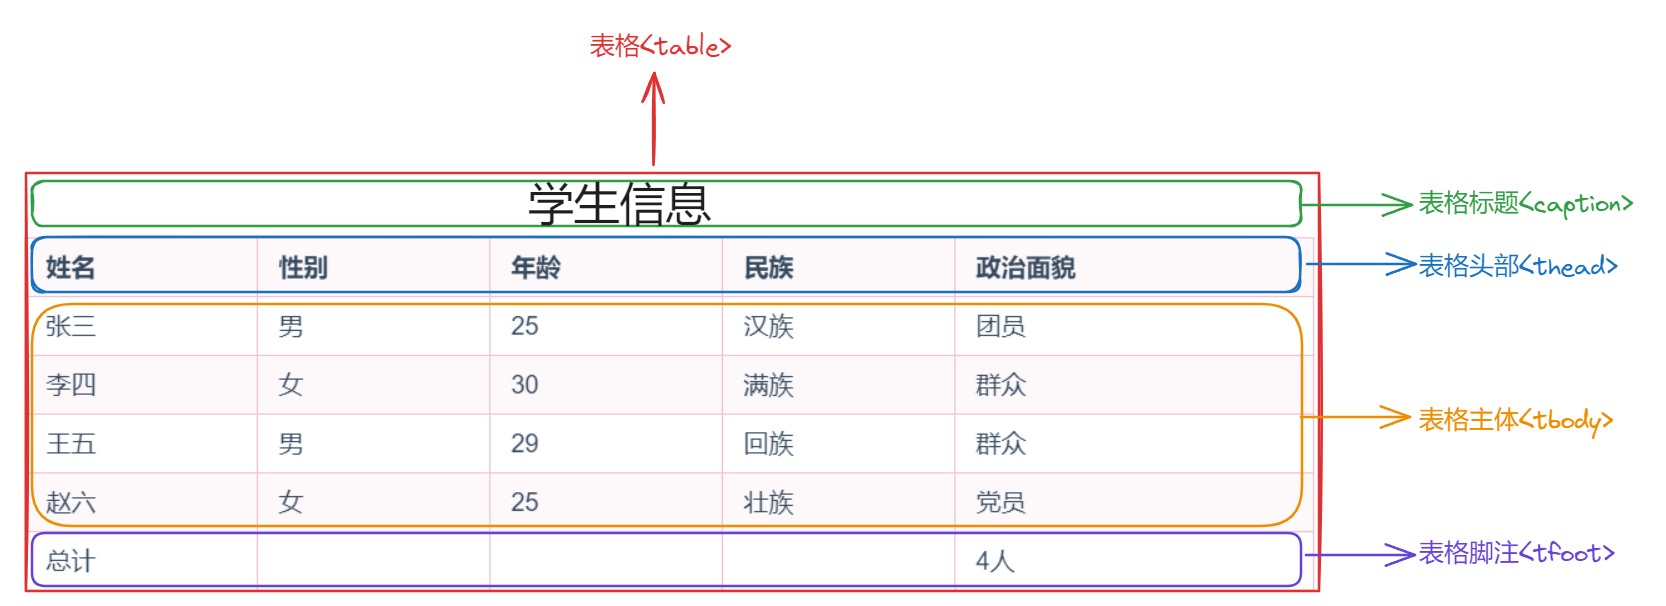 表格<table>
学生信息
表格标题<caption>
姓名 性别 年龄 民族 政治面貌
表格头部<thead>
张三 男 25 汉族 团员
李四 女 30 满族 群众
表格主体<tbody>
王五 男 29 回族 群众
赵六 女 25 壮族 党员
总计 4人
表格脚注<tfoot>